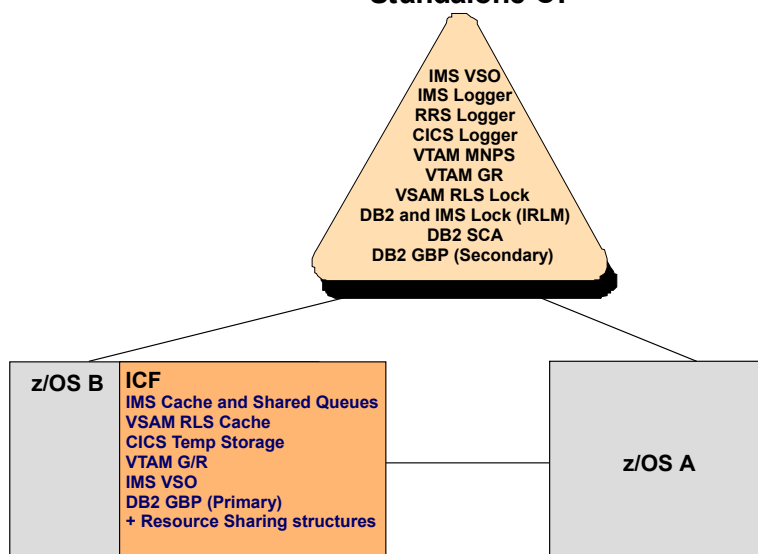 IMS VSO
IMS Logger
RRS Logger
CICS Logger
VTAM MNPS
VTAM GR
VSAM RLS Lock
DB2 and IMS Lock (IRLM)
DB2 SCA
DB2 GBP (Secondary)
z/OS B
ICF
IMS Cache and Shared Queues
VSAM RLS Cache
CICS Temp Storage
VTAM G/R
IMS VSO
DB2 GBP (Primary)
+ Resource Sharing structures
z/OS A